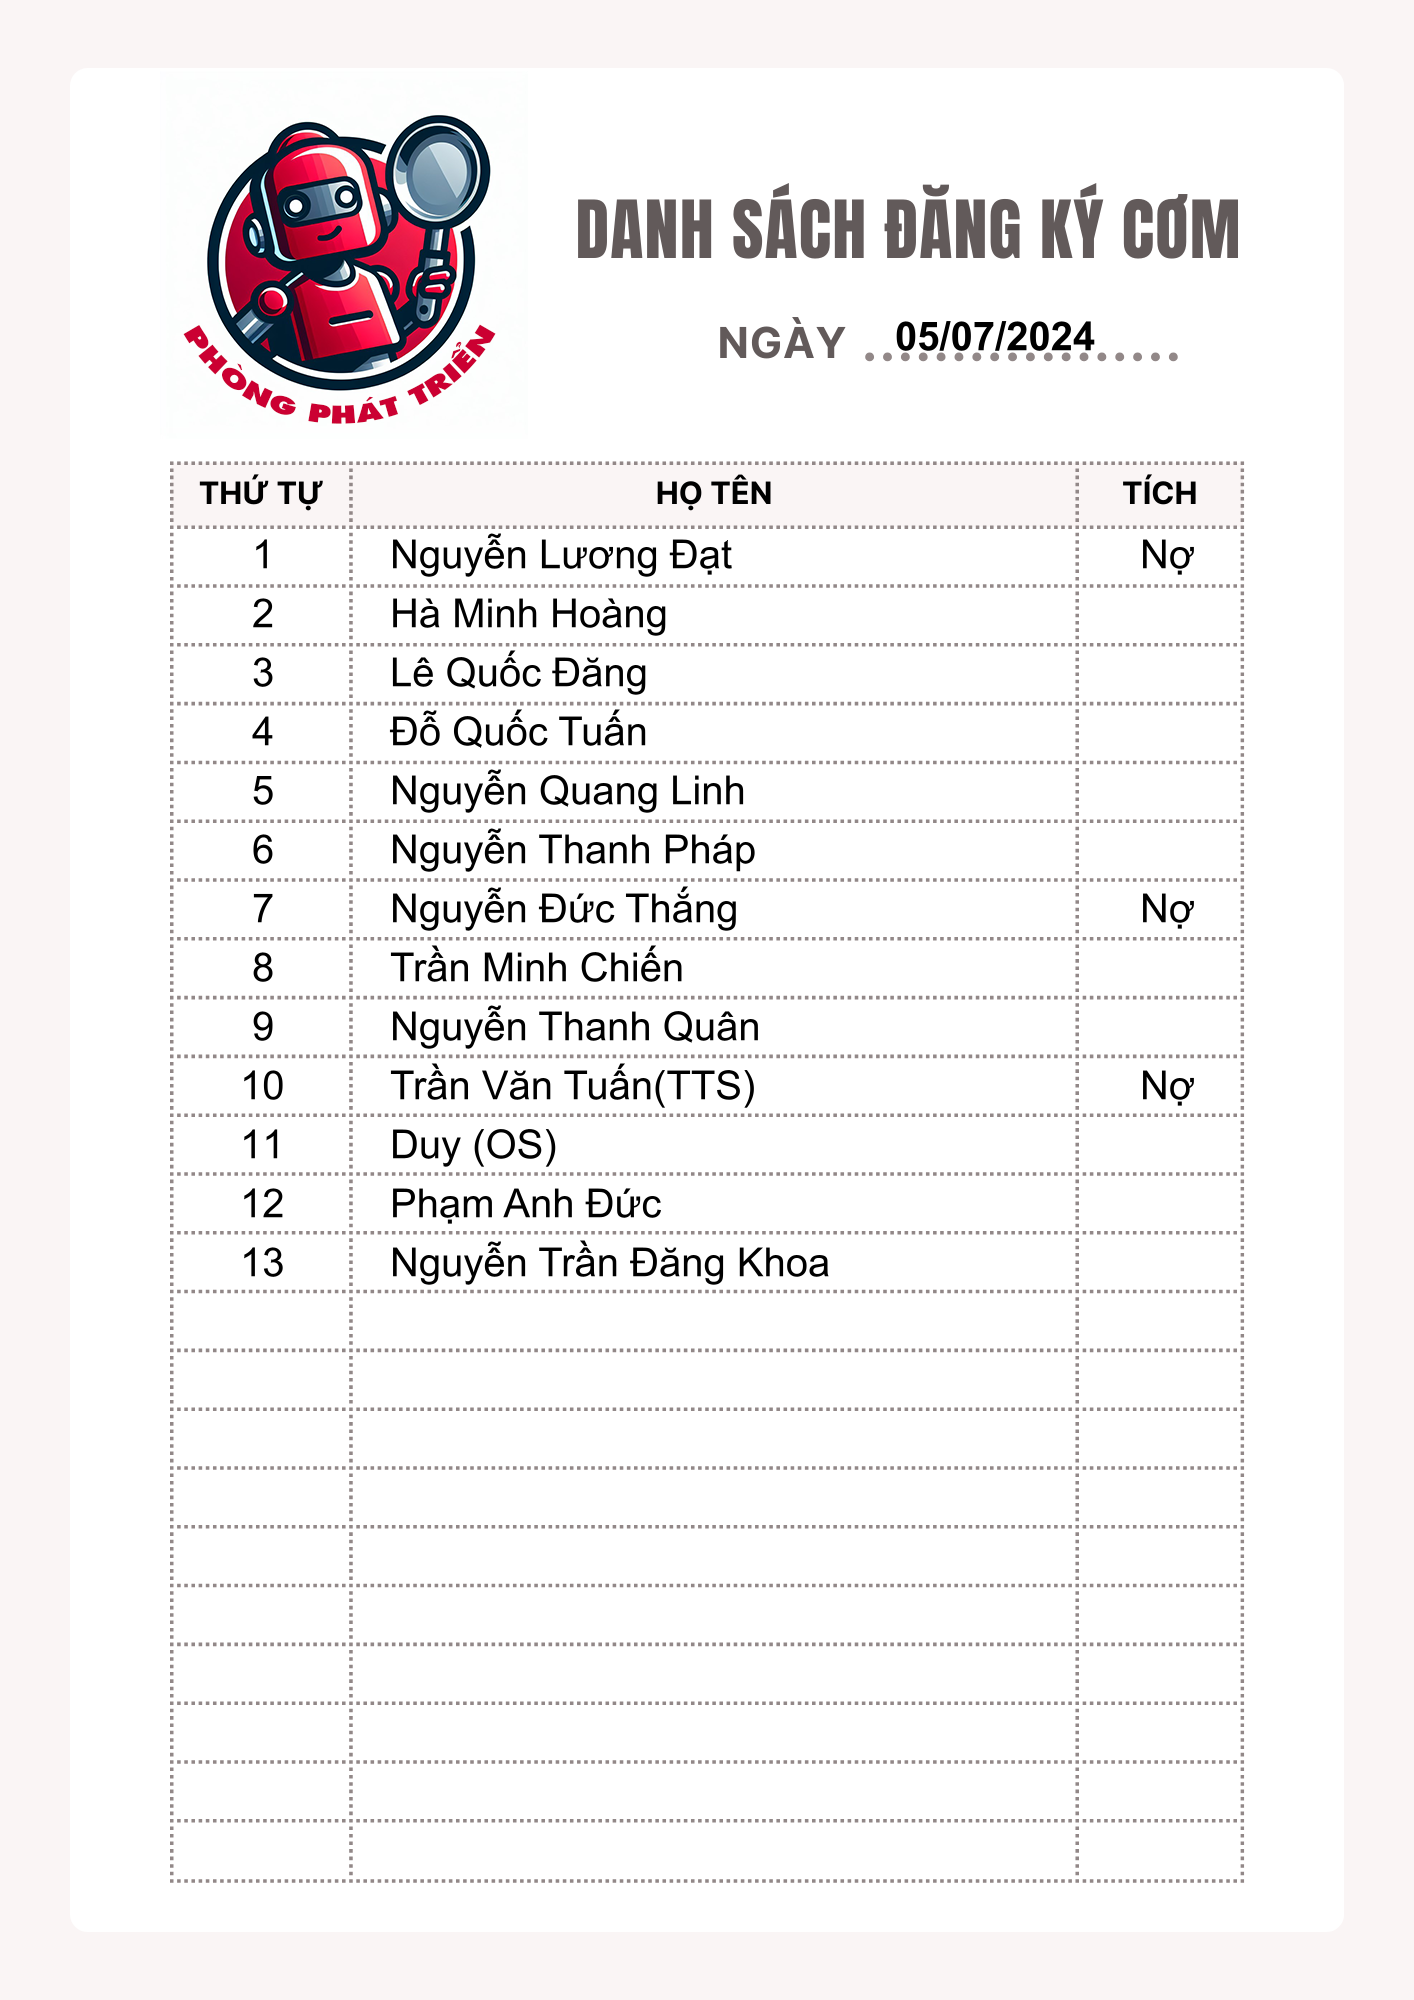 PHÒNG PHÁT TRIỂN
DANH SÁCH ĐĂNG KÝ CƠM
NGÀY 05/07/2024
THỨ TỰ HỌ TÊN TÍCH
1 Nguyễn Lương Đạt Nợ
2 Hà Minh Hoàng
3 Lê Quốc Đăng
4 Đỗ Quốc Tuấn
5 Nguyễn Quang Linh
6 Nguyễn Thanh Pháp
7 Nguyễn Đức Thắng Nợ
8 Trần Minh Chiến
9 Nguyễn Thanh Quân
10 Trần Văn Tuấn(TTS) Nợ
11 Duy (OS)
12 Phạm Anh Đức
13 Nguyễn Trần Đăng Khoa